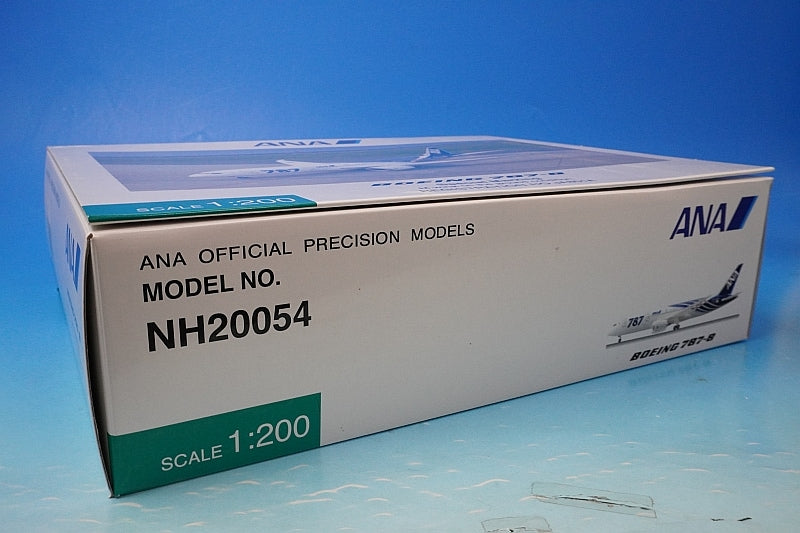 ANA
787
BOEING 787-8
SCALE 1:200
ANA OFFICIAL PRECISION MODELS
MODEL NO.
NH20054
SCALE 1:200
ANA
787
BOEING 787-8